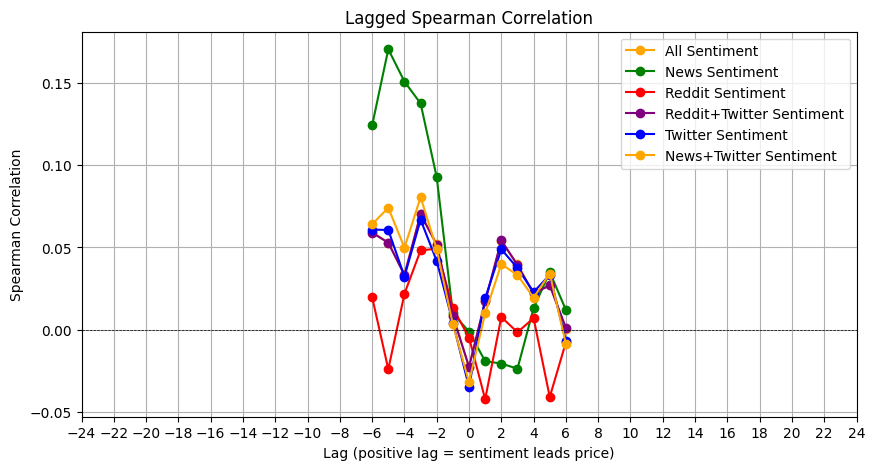 Lagged Spearman Correlation
All Sentiment
News Sentiment
Reddit Sentiment
Reddit+Twitter Sentiment
Twitter Sentiment
News+Twitter Sentiment
Spearman Correlation
0.15
0.10
0.05
0.00
−0.05
−24 −22 −20 −18 −16 −14 −12 −10 −8 −6 −4 −2 0 2 4 6 8 10 12 14 16 18 20 22 24
Lag (positive lag = sentiment leads price)